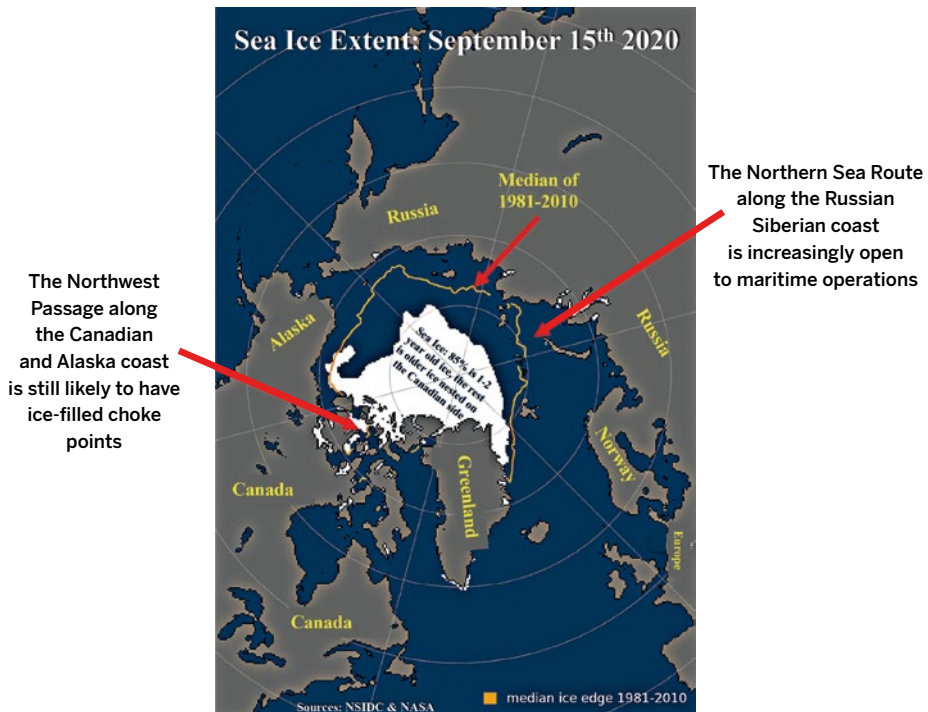 Sea Ice Extent: September 15th 2020
Median of
1981-2010
Russia
The Northern Sea Route
along the Russian
Siberian coast
is increasingly open
to maritime operations
The Northwest
Passage along
the Canadian
and Alaska coast
is still likely to have
ice-filled choke
points
Alaska
Russia
Sea Ice: 85% is 1-2
year old ice, the rest
is older ice nested on
the Canadian side
Norway
Greenland
Canada
Europe
Canada
median ice edge 1981-2010
Sources: NSIDC & NASA